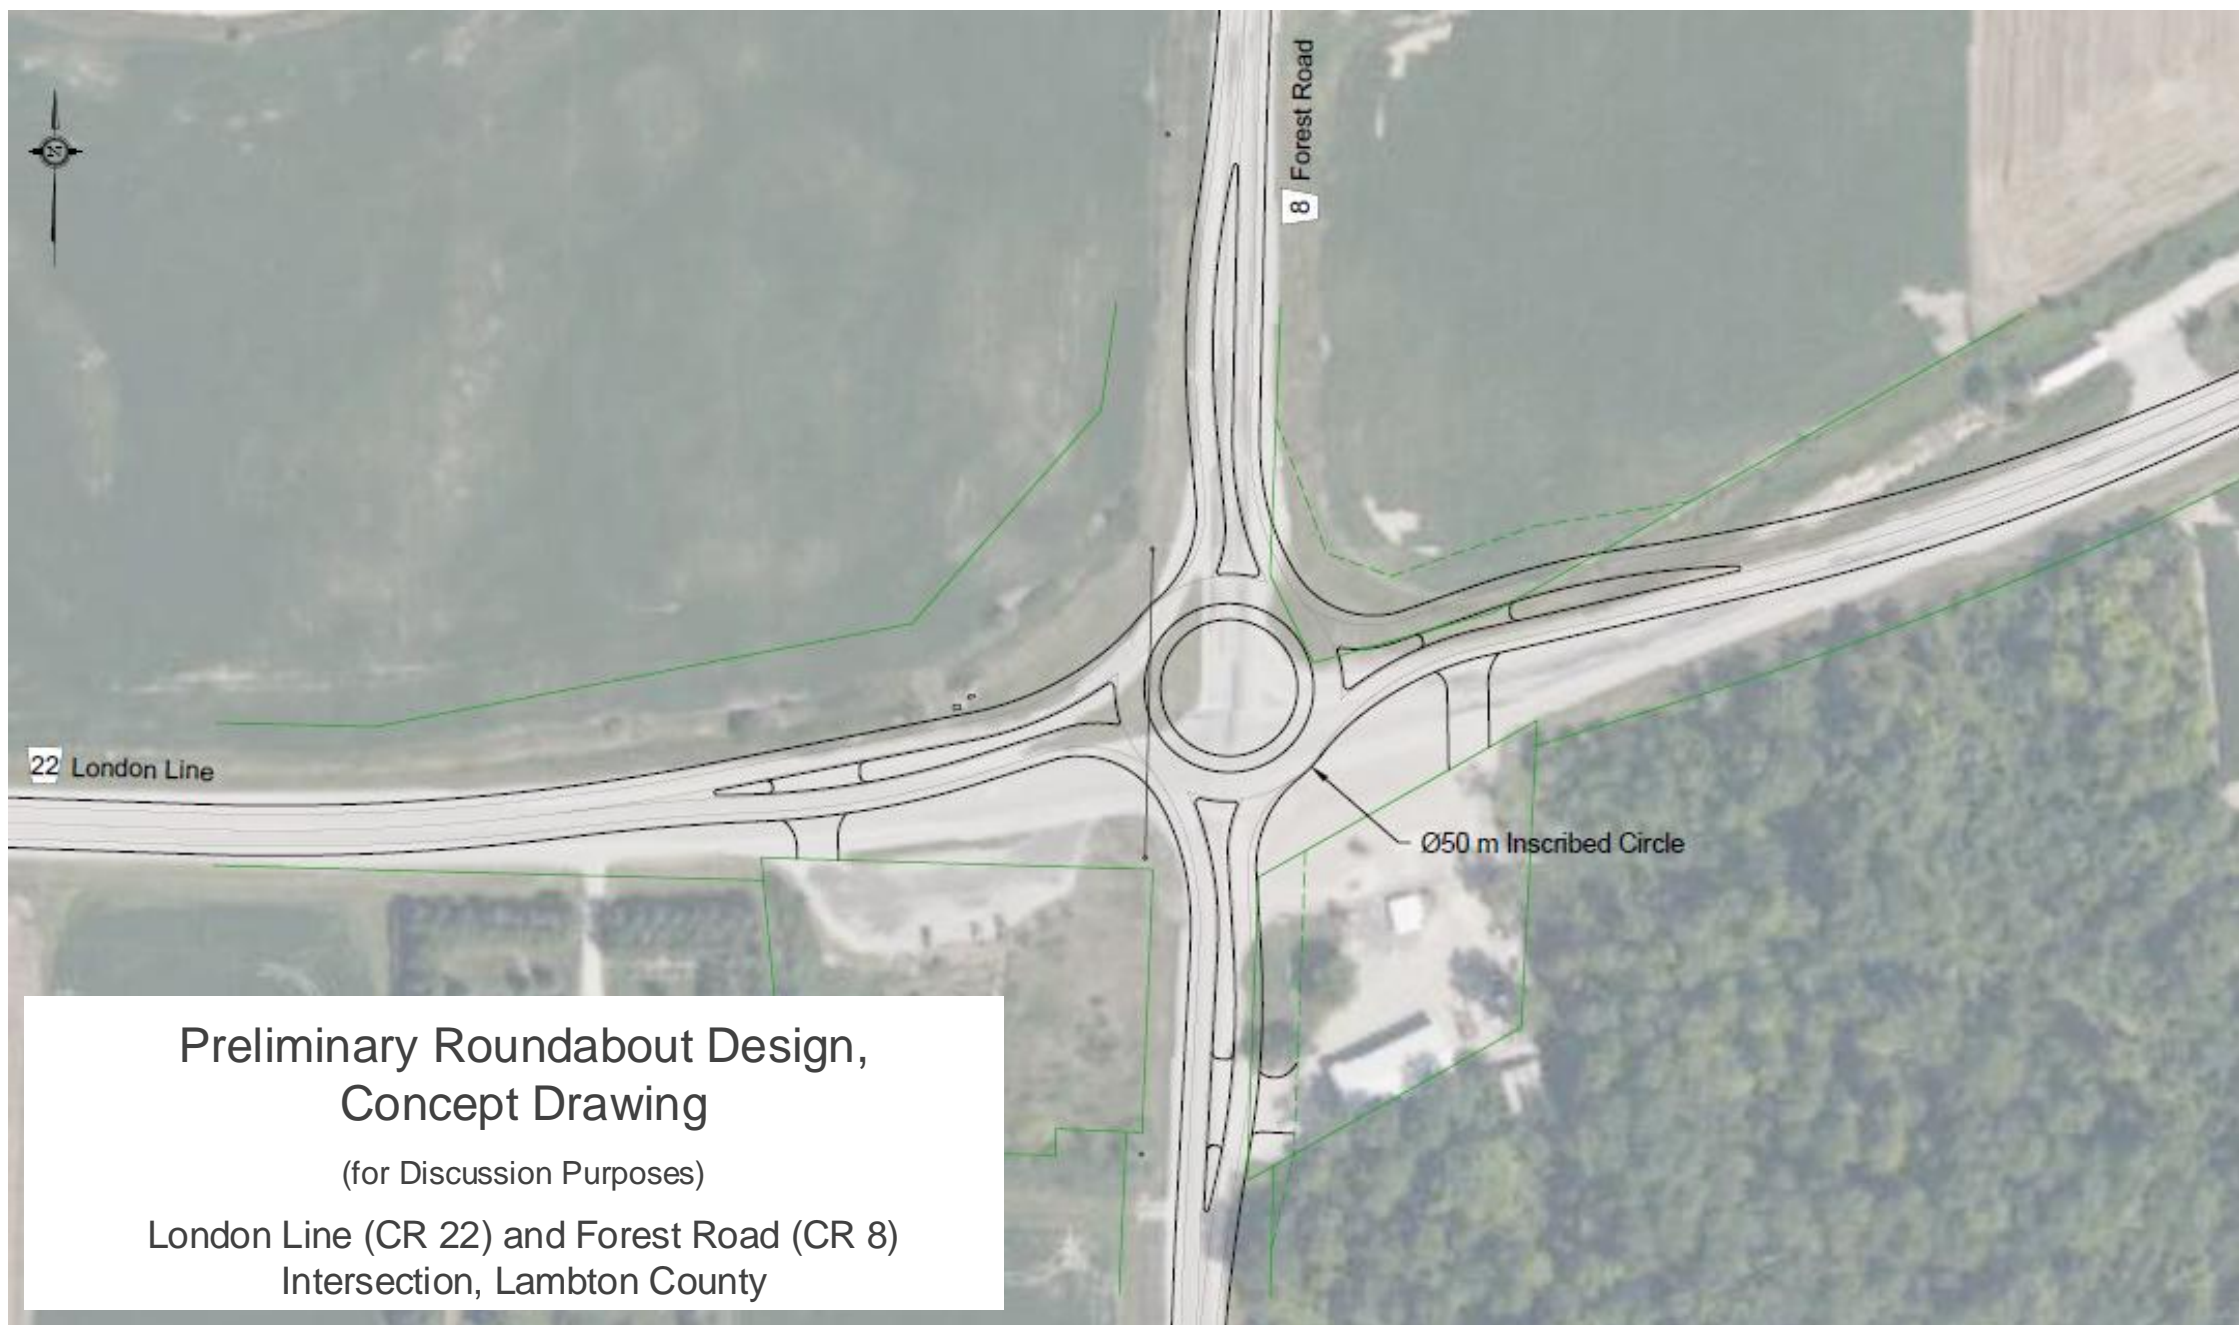 N
8 Forest Road
22 London Line
Ø50 m Inscribed Circle
Preliminary Roundabout Design,
Concept Drawing
(for Discussion Purposes)
London Line (CR 22) and Forest Road (CR 8)
Intersection, Lambton County